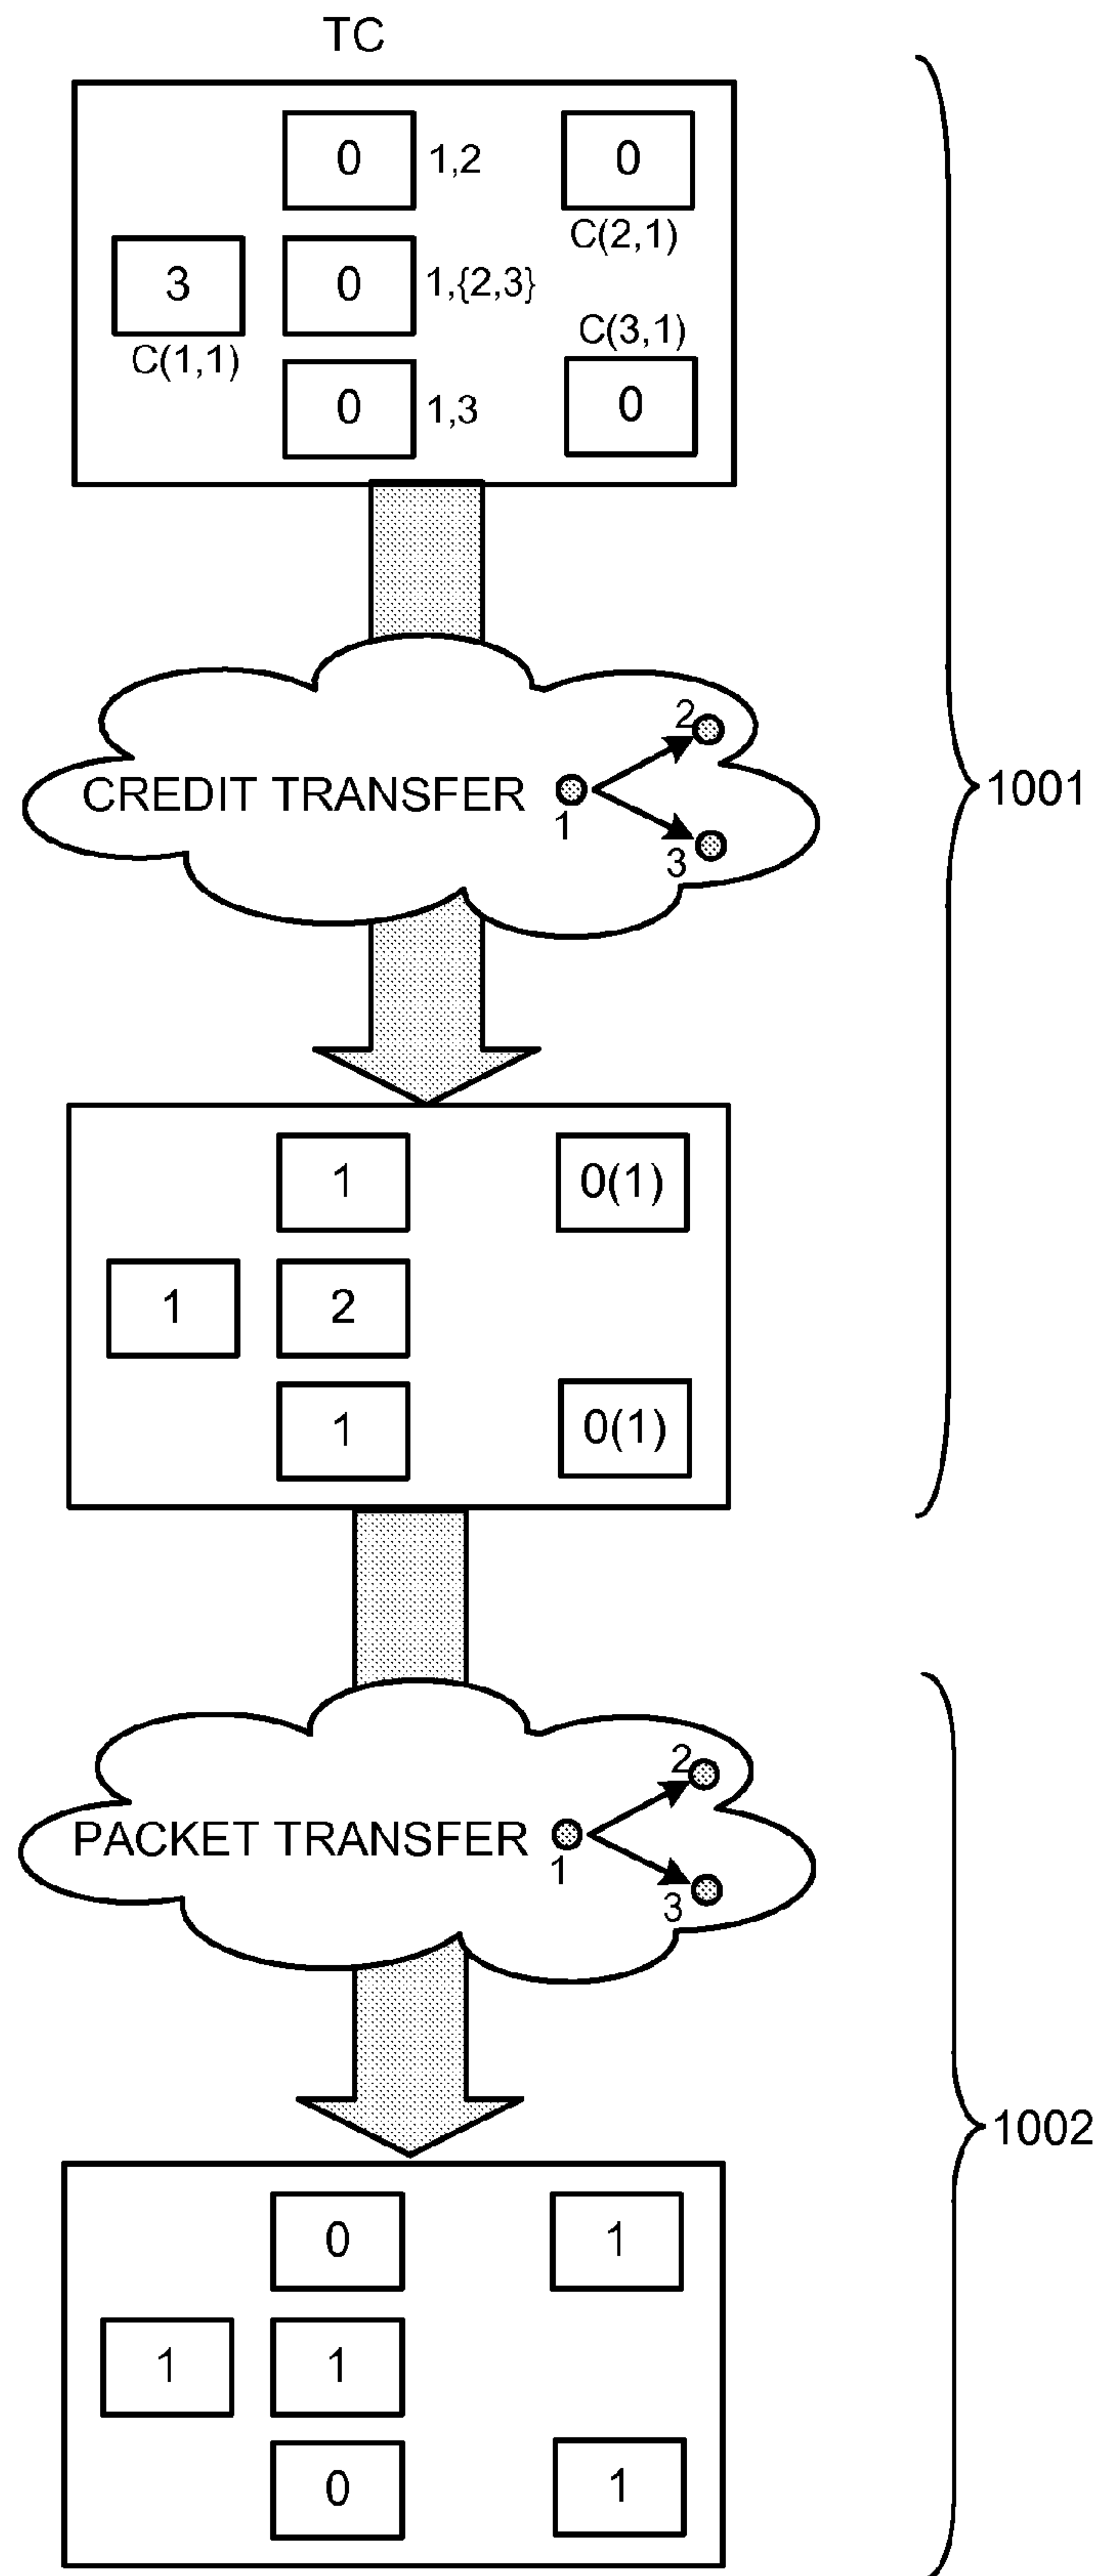 TC
0 1,2 0
C(2,1)
3 0 1,{2,3}
C(1,1) C(3,1)
0 1,3 0
CREDIT TRANSFER 1 2 3
1001
1 0(1)
1 2
1 0(1)
PACKET TRANSFER 1 2 3
1002
0 1
1 1
0 1